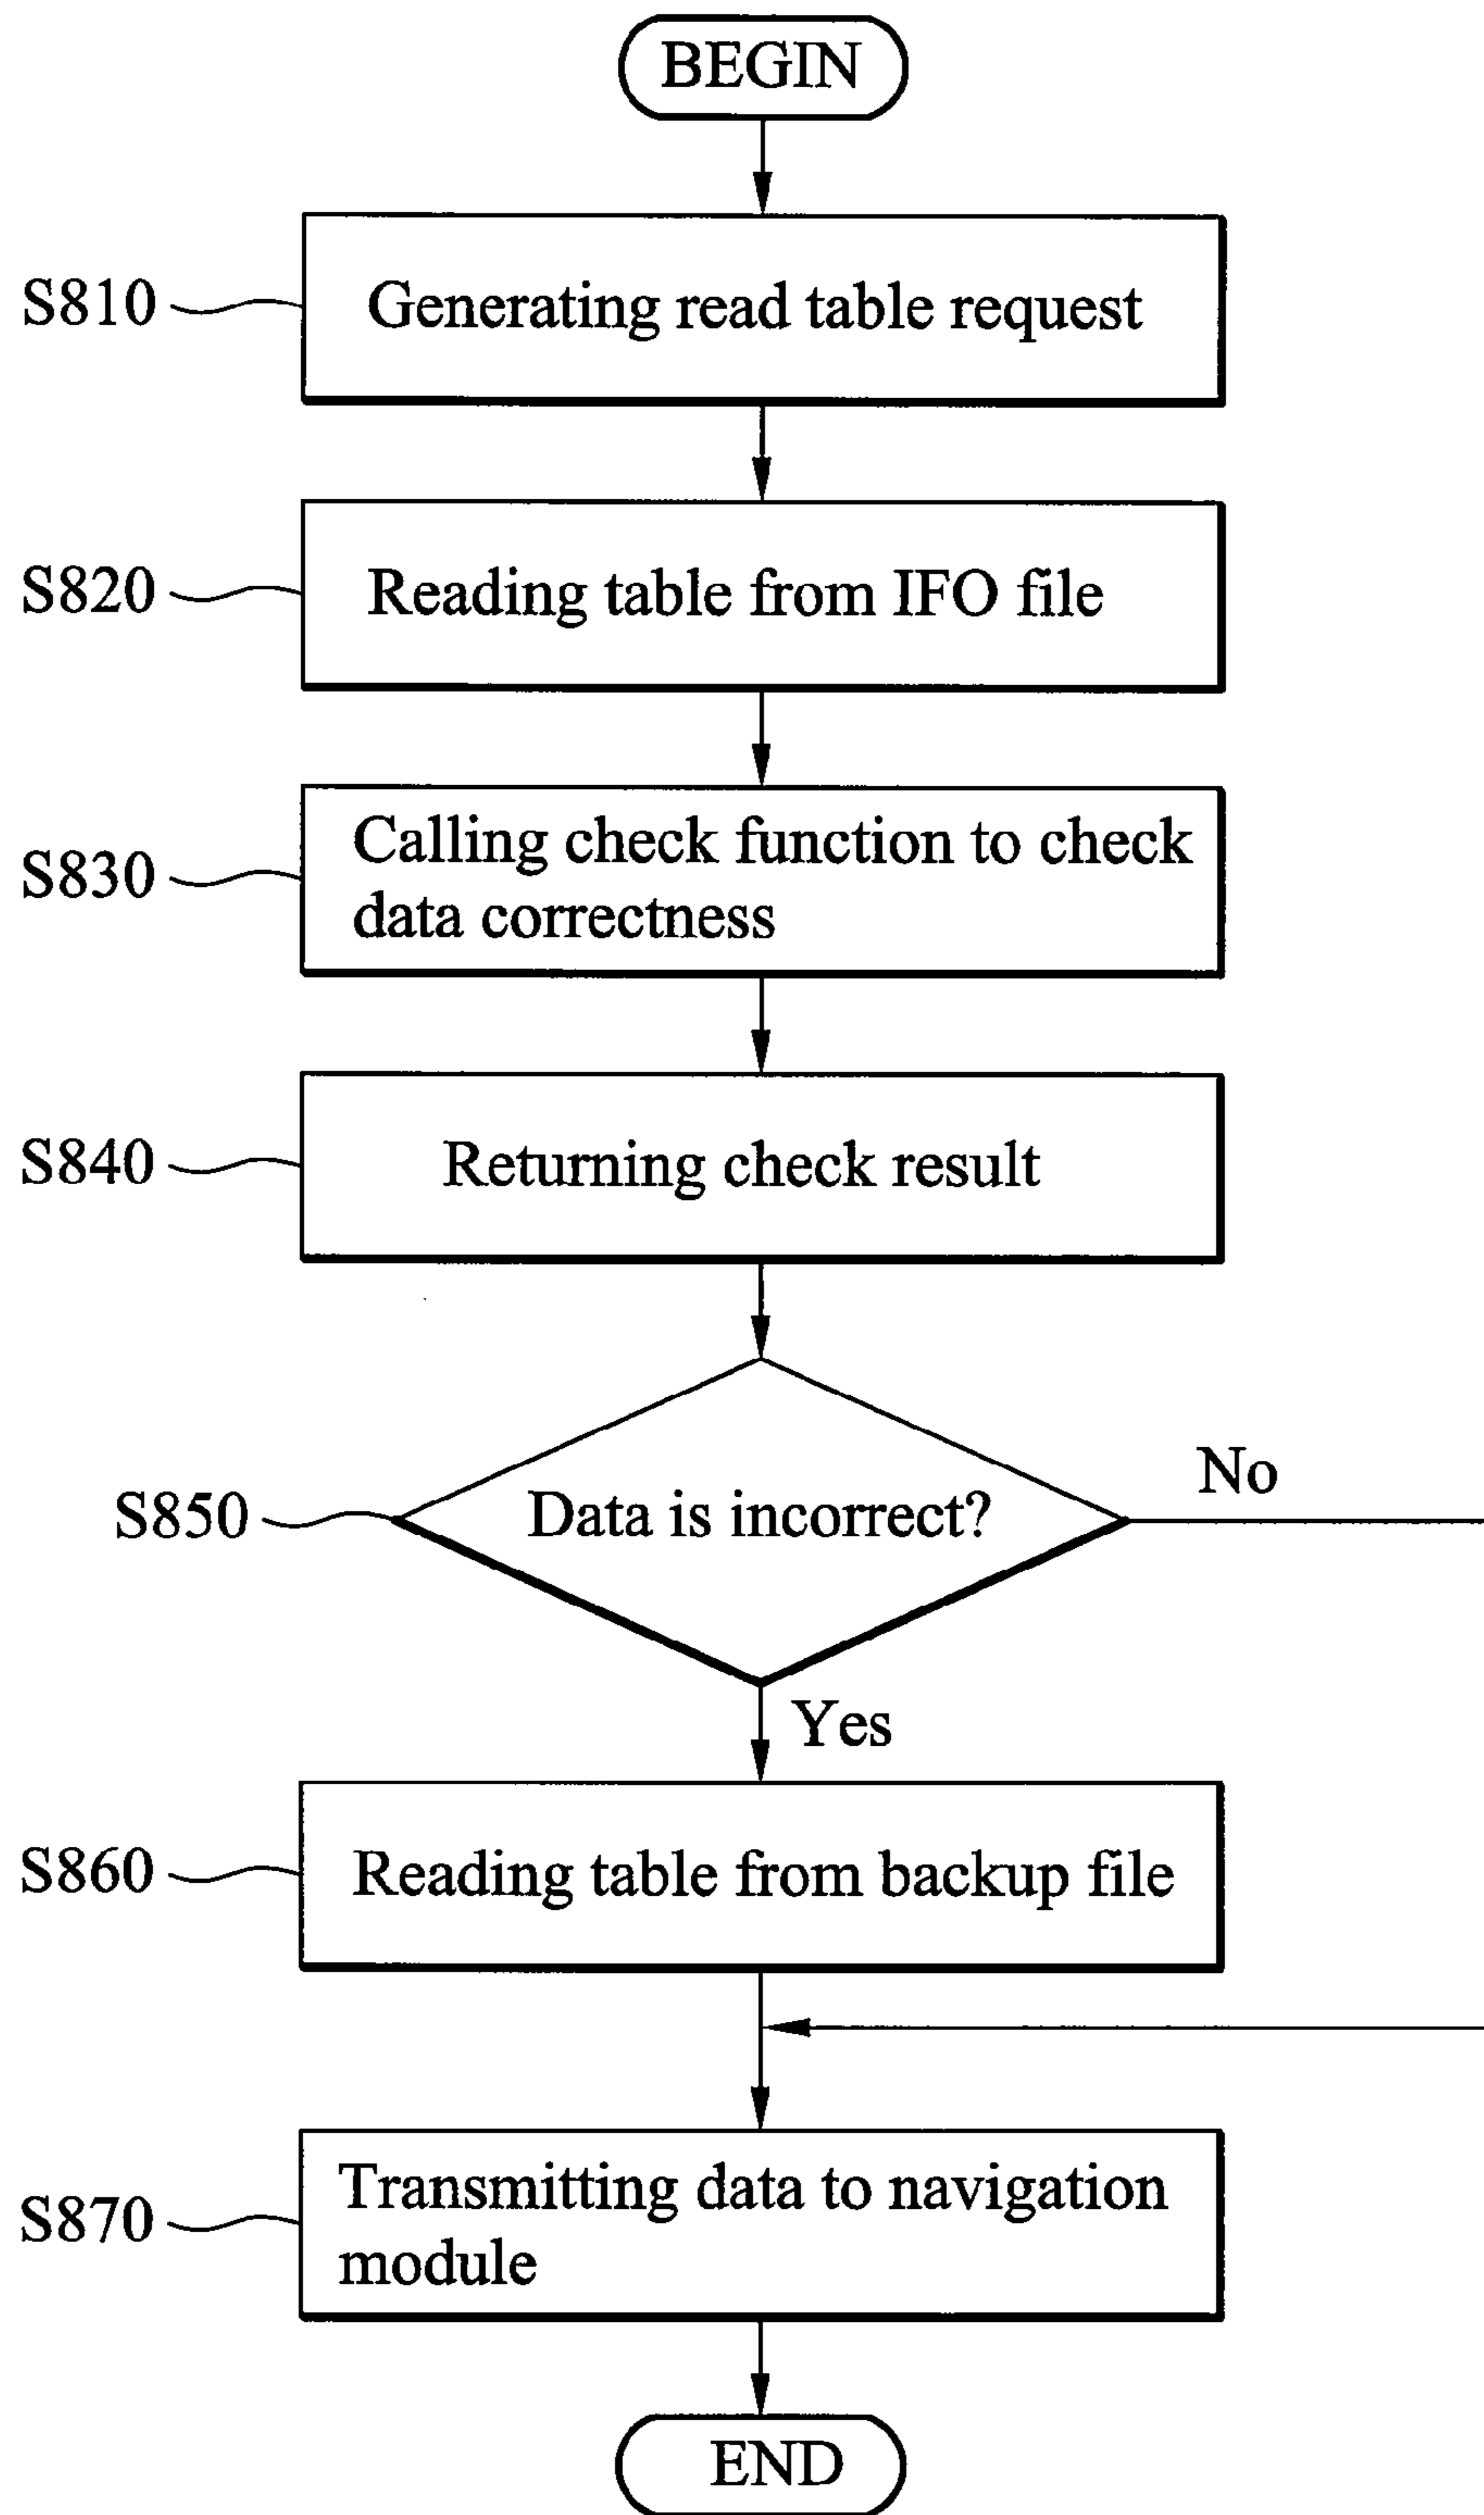 BEGIN
S810
Generating read table request
S820
Reading table from IFO file
S830
Calling check function to check
data correctness
S840
Returning check result
S850
Data is incorrect?
No
Yes
S860
Reading table from backup file
S870
Transmitting data to navigation
module
END